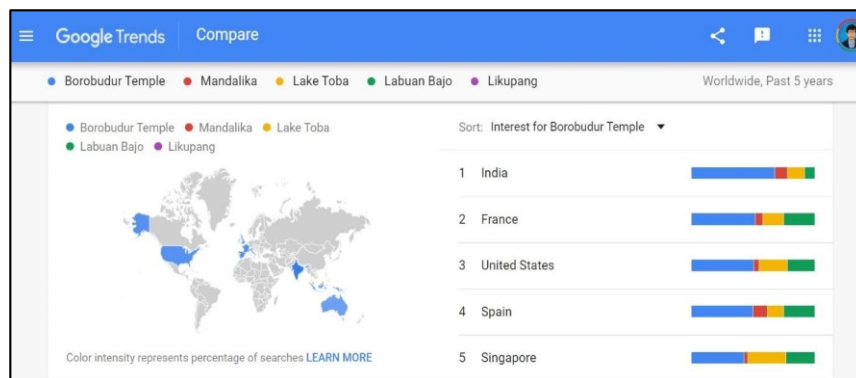 Google Trends Compare
Borobudur Temple Mandalika Lake Toba Labuan Bajo Likupang Worldwide, Past 5 years
Borobudur Temple Mandalika Lake Toba
Labuan Bajo Likupang
Color intensity represents percentage of searches LEARN MORE
Sort: Interest for Borobudur Temple
1 India
2 France
3 United States
4 Spain
5 Singapore